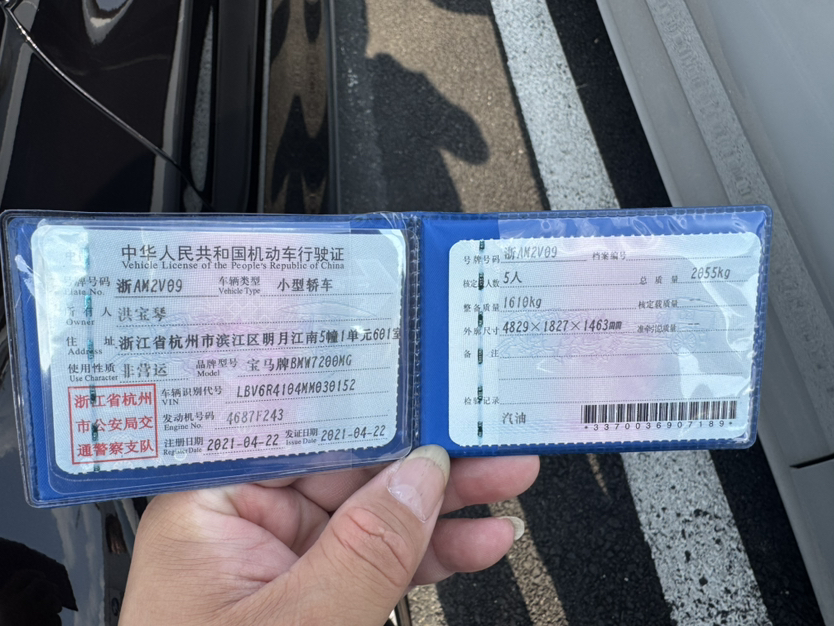 中华人民共和国机动车行驶证
Vehicle License of the People's Republic of China
号牌号码 浙AM2V09 车辆类型 小型轿车
Plate No. Vehicle Type
所有人 洪宝琴
Owner
住址 浙江省杭州市滨江区明月江南5幢1单元601室
Address
使用性质 非营运 品牌型号 宝马牌BMW7200MG
Use Character Model
浙江省杭州
市公安局交
通警察支队
车辆识别代号 LBV6R4104MM030152
VIN
发动机号码 4687F243
Engine No.
注册日期 2021-04-22 发证日期 2021-04-22
Register Date Issue Date
号牌号码 浙AM2V09 档案编号
核定人数 5人 总质量 2055kg
整备质量 1610kg 核定载质量 --
外廓尺寸 4829×1827×1463mm 准牵引总质量 --
备注
检验记录
汽油
*3370036907189*